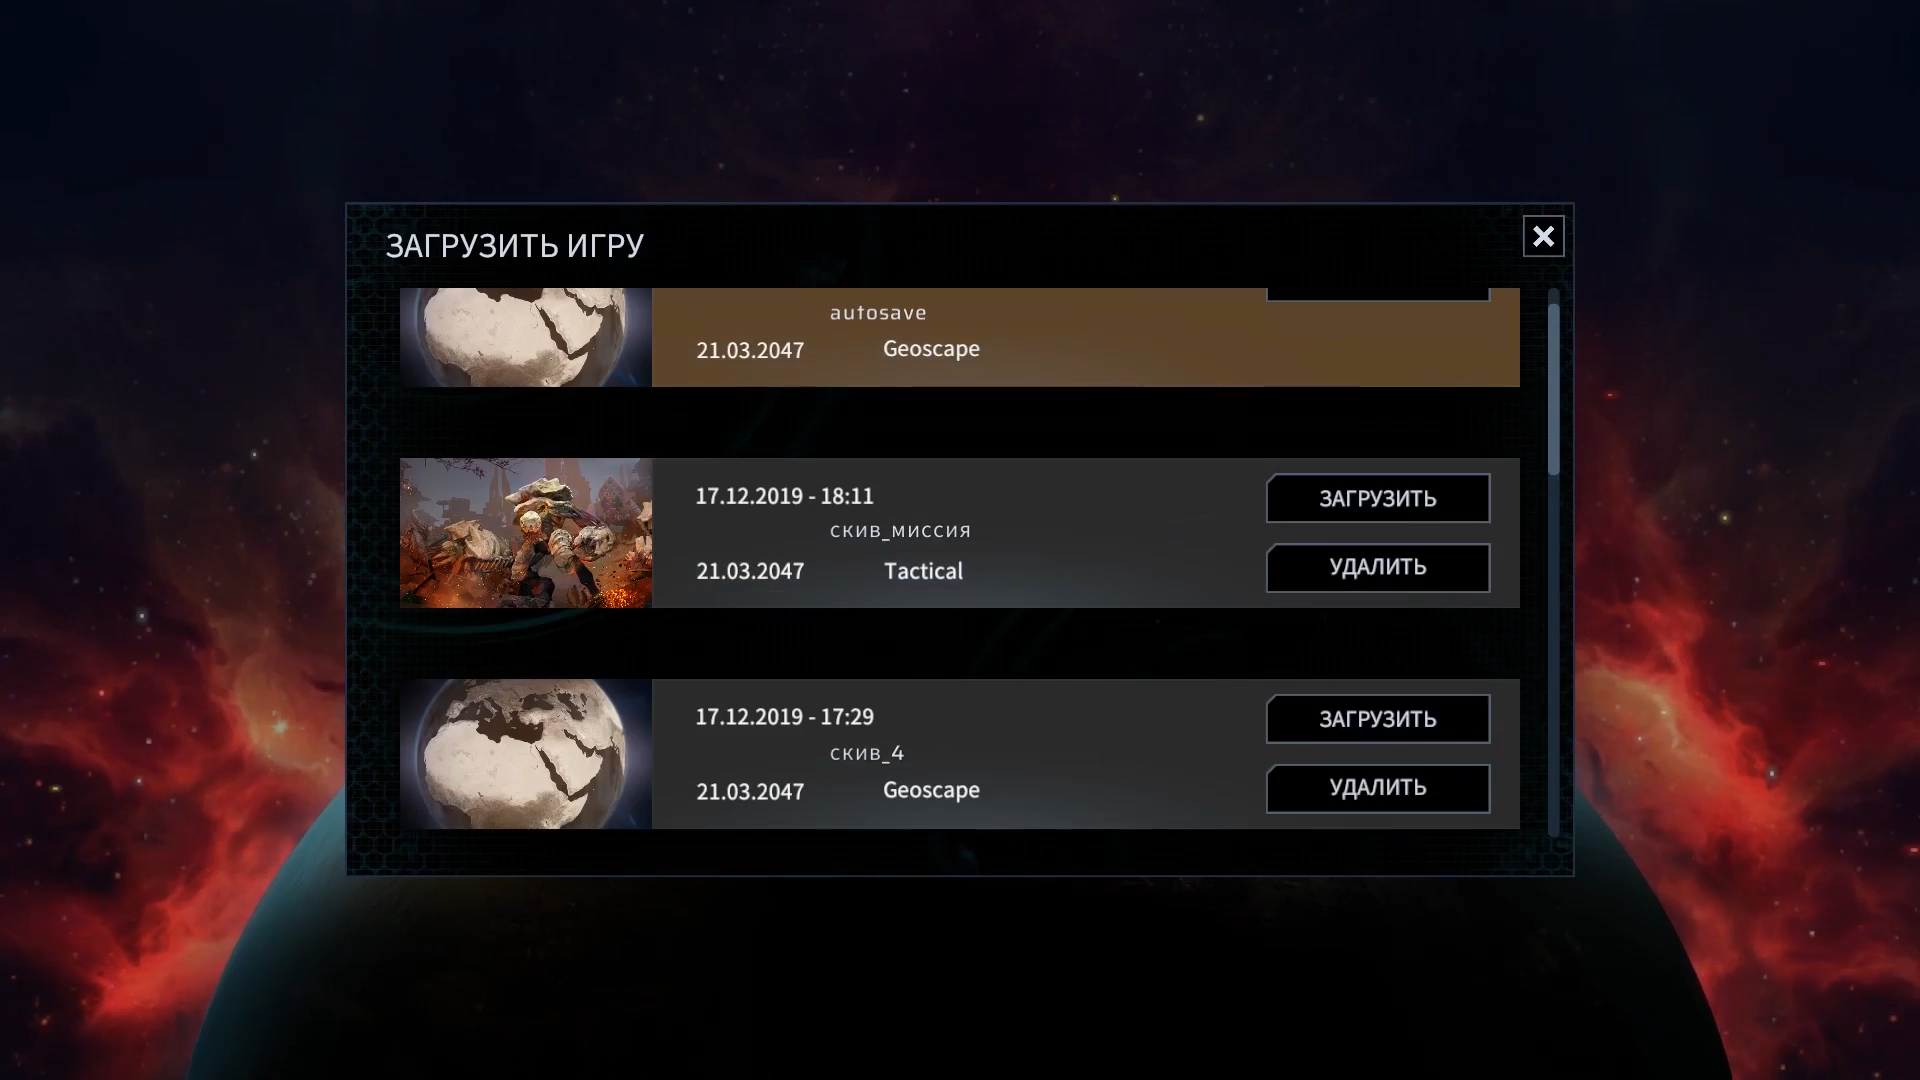 ЗАГРУЗИТЬ ИГРУ
autosave
21.03.2047 Geoscape
17.12.2019 - 18:11
скив_миссия
21.03.2047 Tactical
ЗАГРУЗИТЬ
УДАЛИТЬ
17.12.2019 - 17:29
скив_4
21.03.2047 Geoscape
ЗАГРУЗИТЬ
УДАЛИТЬ